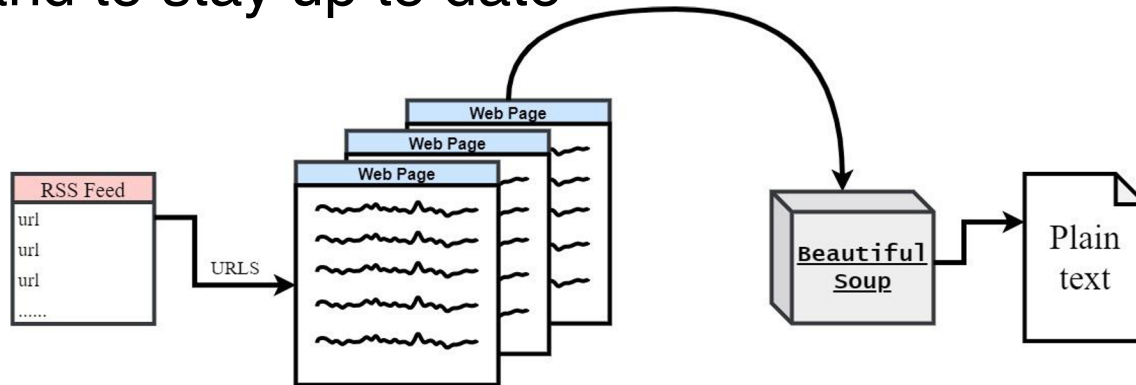 and to stay up to date
Web Page
Web Page
Web Page
RSS Feed
url
url
url
......
URLS
Beautiful
Soup
Plain
text